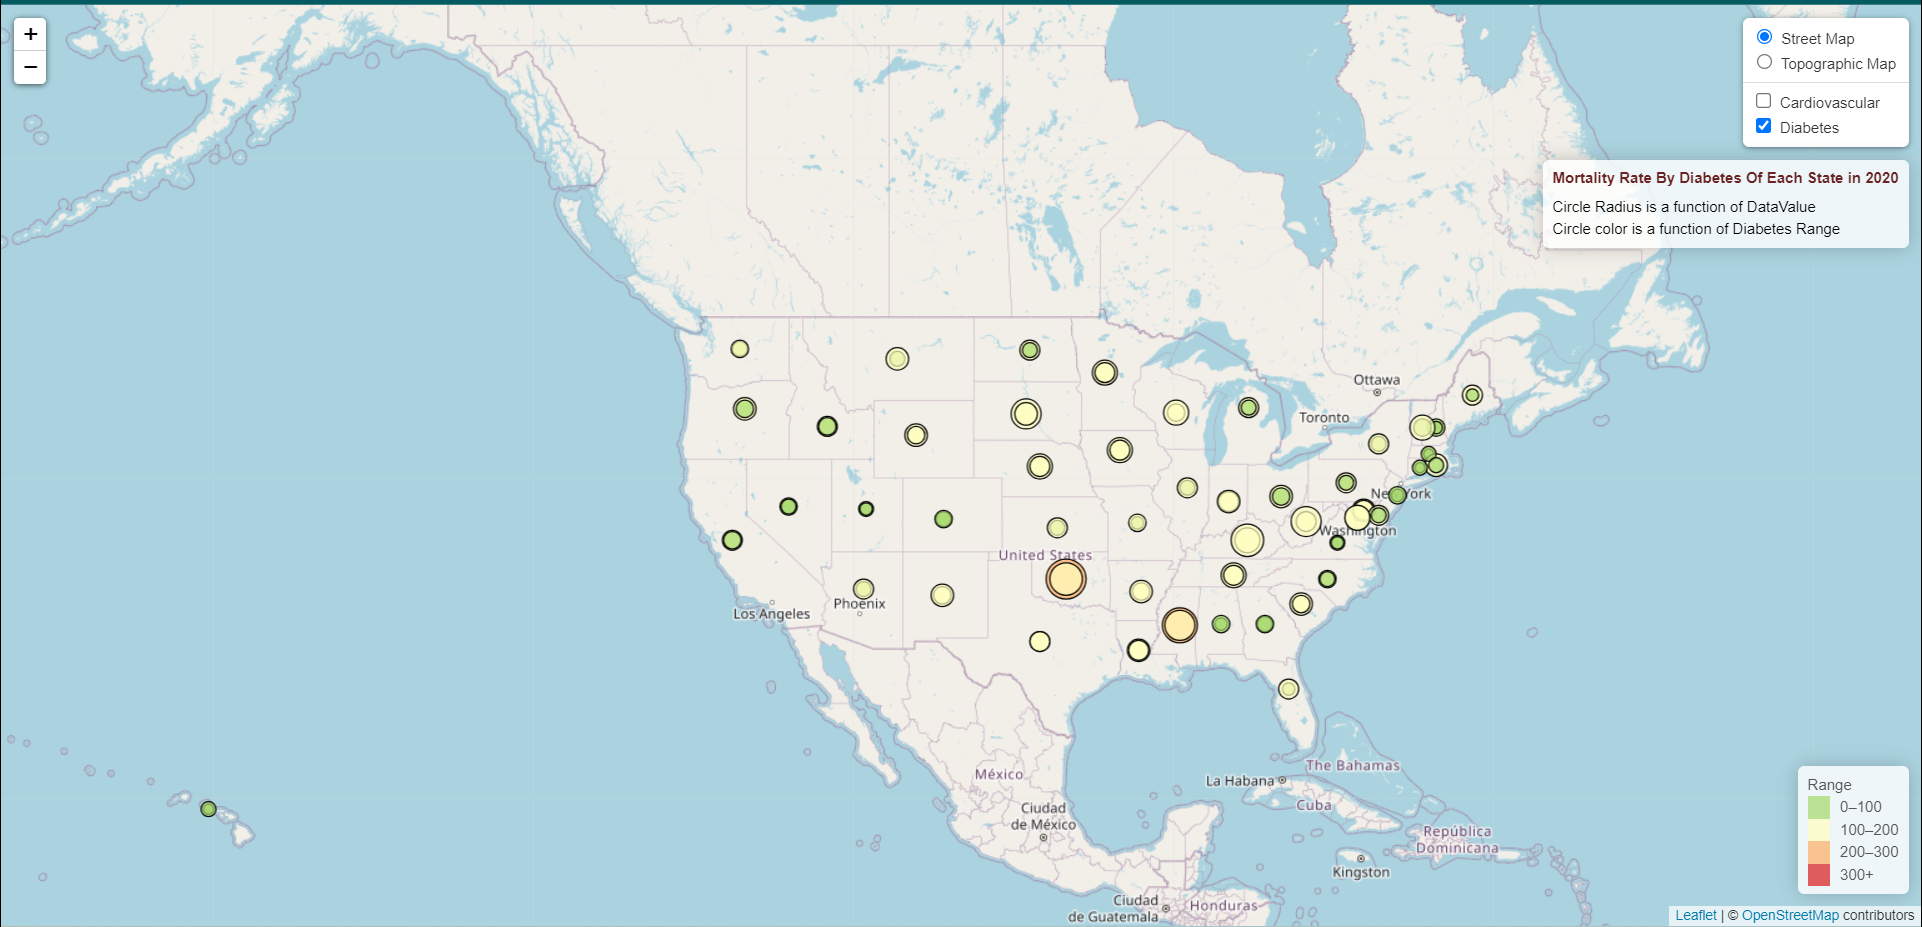 +
−
Street Map
Topographic Map
Cardiovascular
Diabetes
Mortality Rate By Diabetes Of Each State in 2020
Circle Radius is a function of DataValue
Circle color is a function of Diabetes Range
Ottawa
Toronto
New York
Washington
United States
Los Angeles
Phoenix
La Habana
The Bahamas
México
Cuba
Ciudad
de México
República
Dominicana
Kingston
Ciudad
de Guatemala
Honduras
Range
0–100
100–200
200–300
300+
Leaflet | © OpenStreetMap contributors